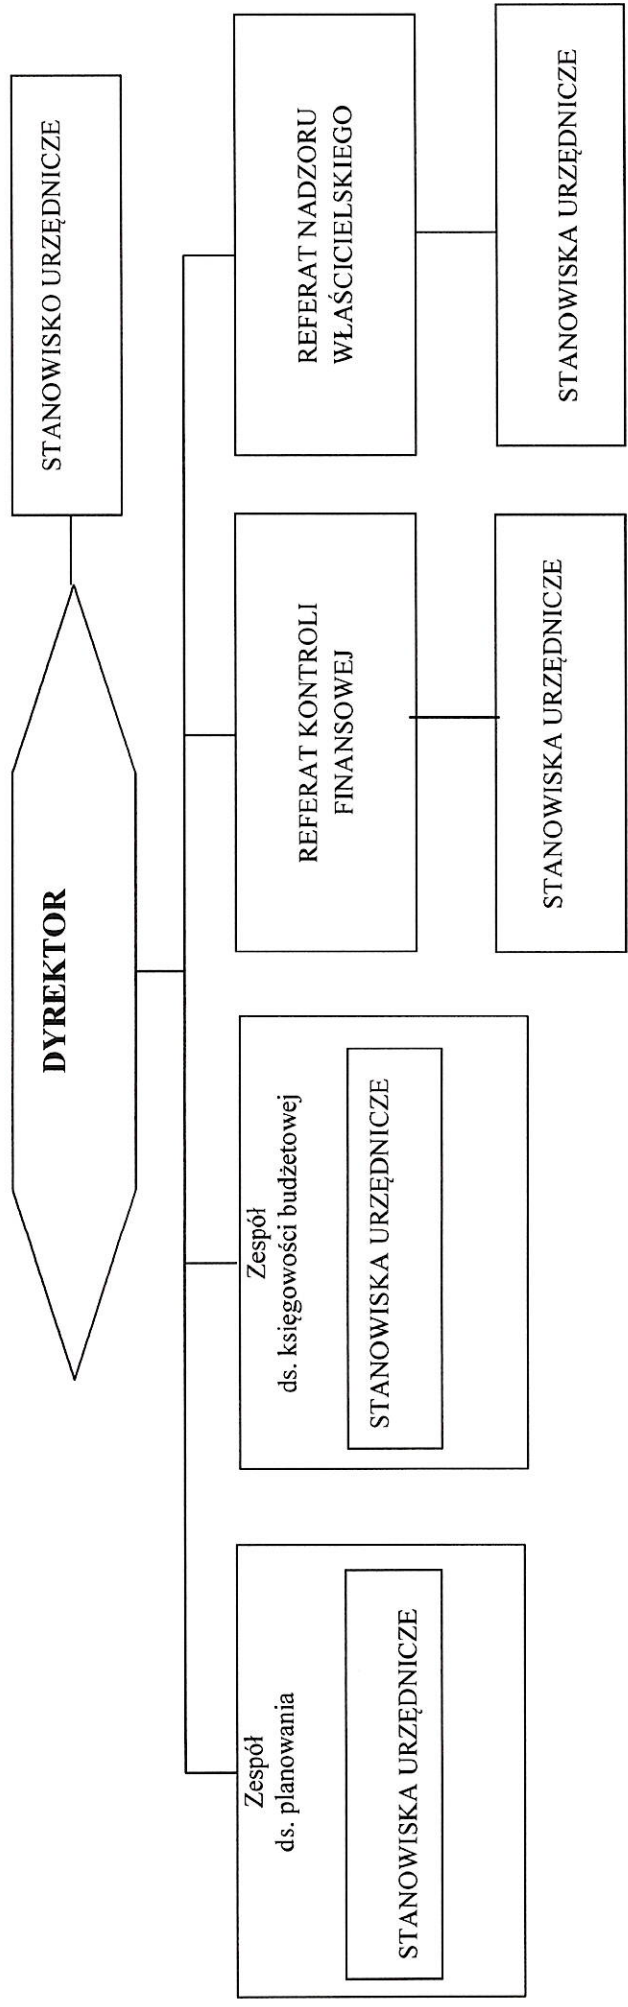 DYREKTOR
STANOWISKO URZĘDNICZE
Zespół
ds. planowania
STANOWISKA URZĘDNICZE
Zespół
ds. księgowości budżetowej
STANOWISKA URZĘDNICZE
REFERAT KONTROLI
FINANSOWEJ
STANOWISKA URZĘDNICZE
REFERAT NADZORU
WŁAŚCICIELSKIEGO
STANOWISKA URZĘDNICZE